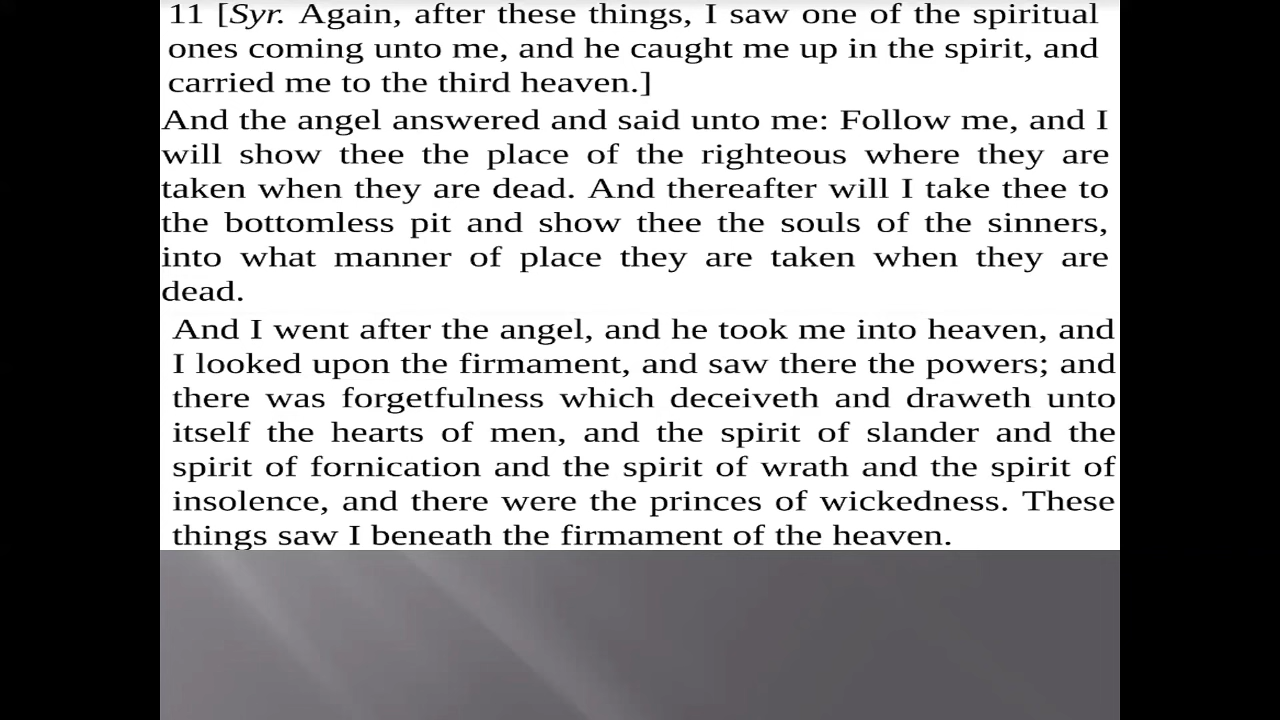 11 [Syr. Again, after these things, I saw one of the spiritual
ones coming unto me, and he caught me up in the spirit, and
carried me to the third heaven.]
And the angel answered and said unto me: Follow me, and I
will show thee the place of the righteous where they are
taken when they are dead. And thereafter will I take thee to
the bottomless pit and show thee the souls of the sinners,
into what manner of place they are taken when they are
dead.
And I went after the angel, and he took me into heaven, and
I looked upon the firmament, and saw there the powers; and
there was forgetfulness which deceiveth and draweth unto
itself the hearts of men, and the spirit of slander and the
spirit of fornication and the spirit of wrath and the spirit of
insolence, and there were the princes of wickedness. These
things saw I beneath the firmament of the heaven.